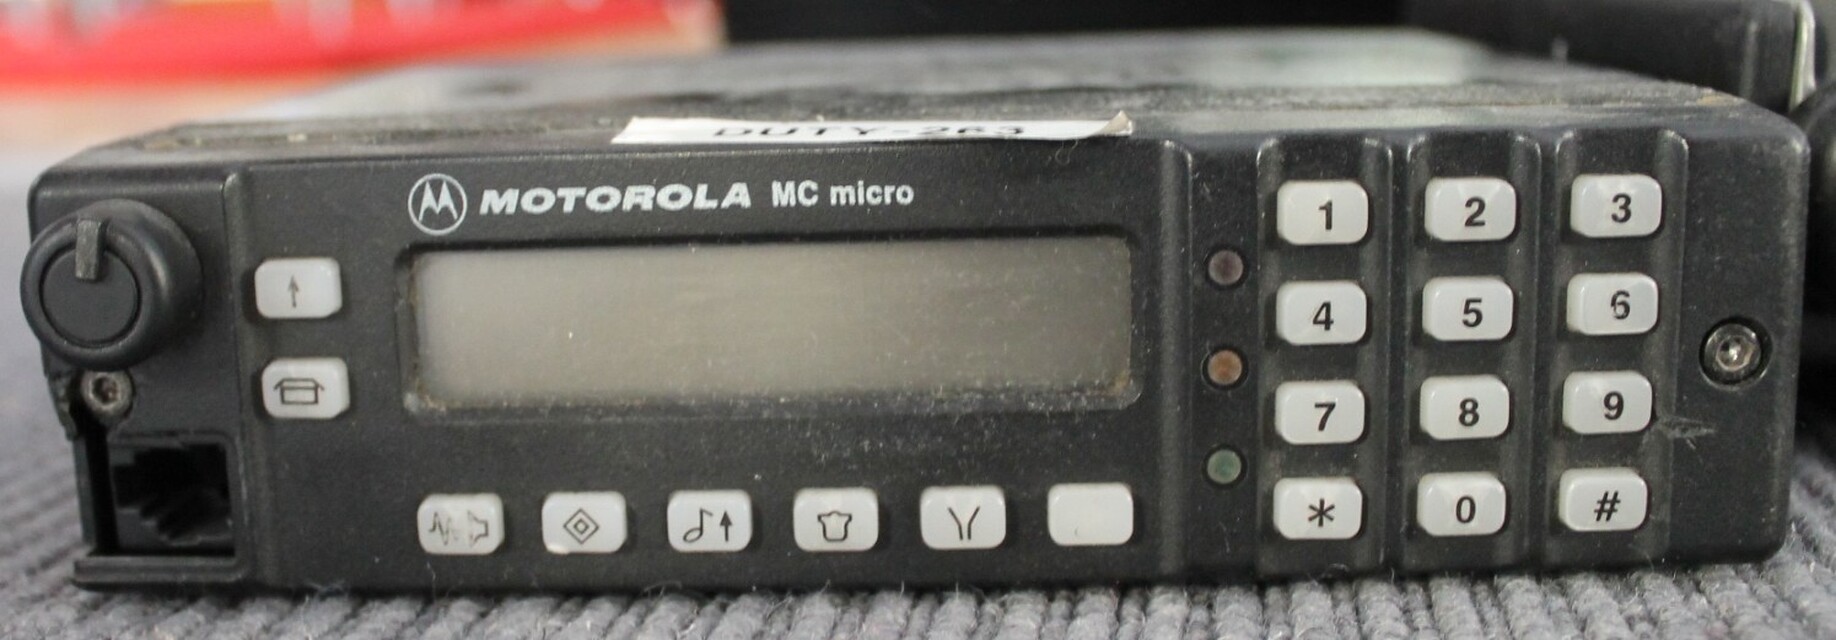 DUTY-263
MOTOROLA MC micro
1 2 3
4 5 6
7 8 9
* 0 #